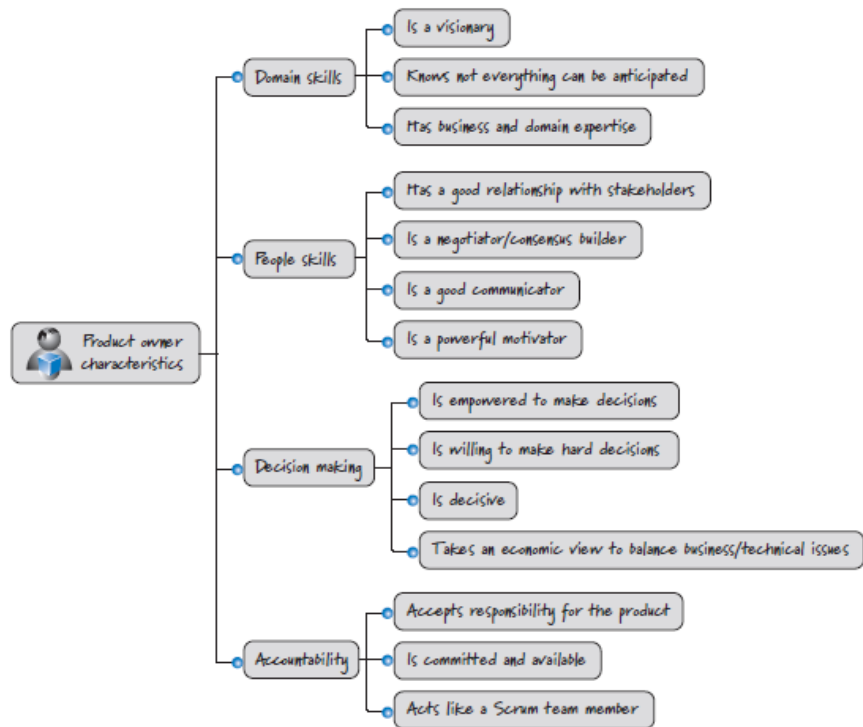 Product owner
characteristics
Domain skills
Is a visionary
Knows not everything can be anticipated
Has business and domain expertise
People skills
Has a good relationship with stakeholders
Is a negotiator/consensus builder
Is a good communicator
Is a powerful motivator
Decision making
Is empowered to make decisions
Is willing to make hard decisions
Is decisive
Takes an economic view to balance business/technical issues
Accountability
Accepts responsibility for the product
Is committed and available
Acts like a Scrum team member